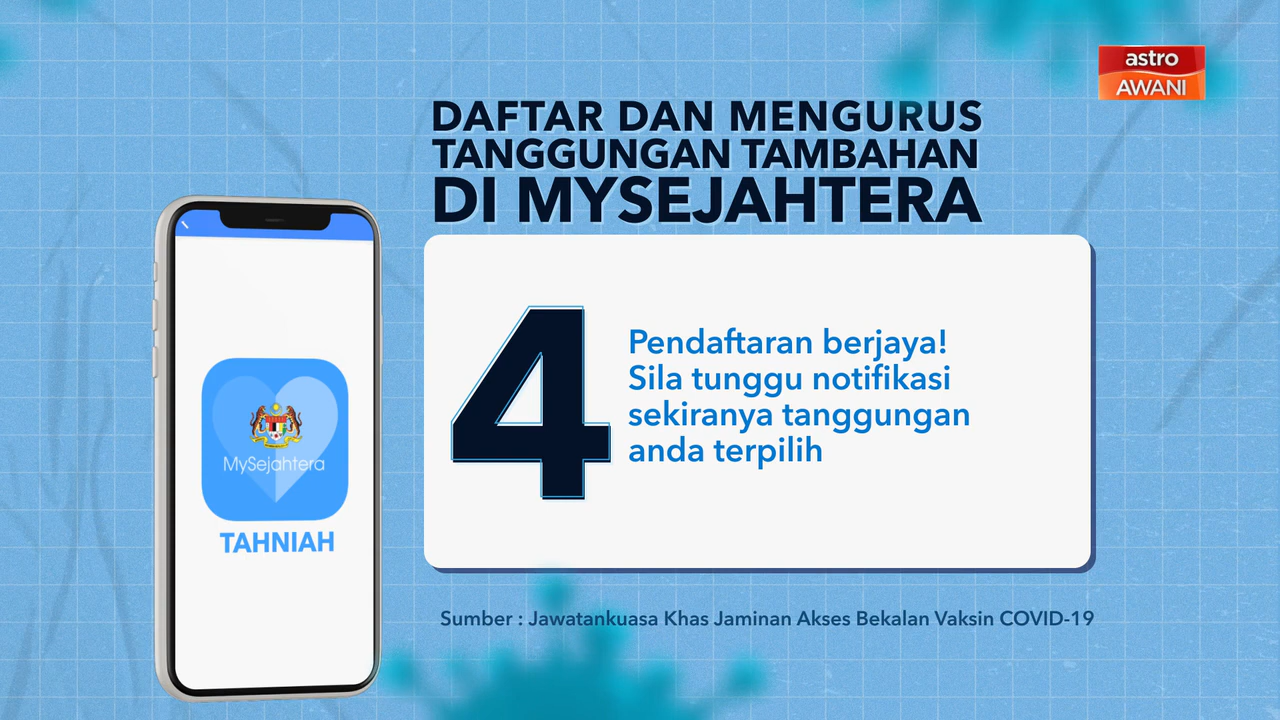 astro
AWANI
DAFTAR DAN MENGURUS
TANGGUNGAN TAMBAHAN
DI MYSEJAHTERA
4
Pendaftaran berjaya!
Sila tunggu notifikasi
sekiranya tanggungan
anda terpilih
MySejahtera
TAHNIAH
Sumber : Jawatankuasa Khas Jaminan Akses Bekalan Vaksin COVID-19